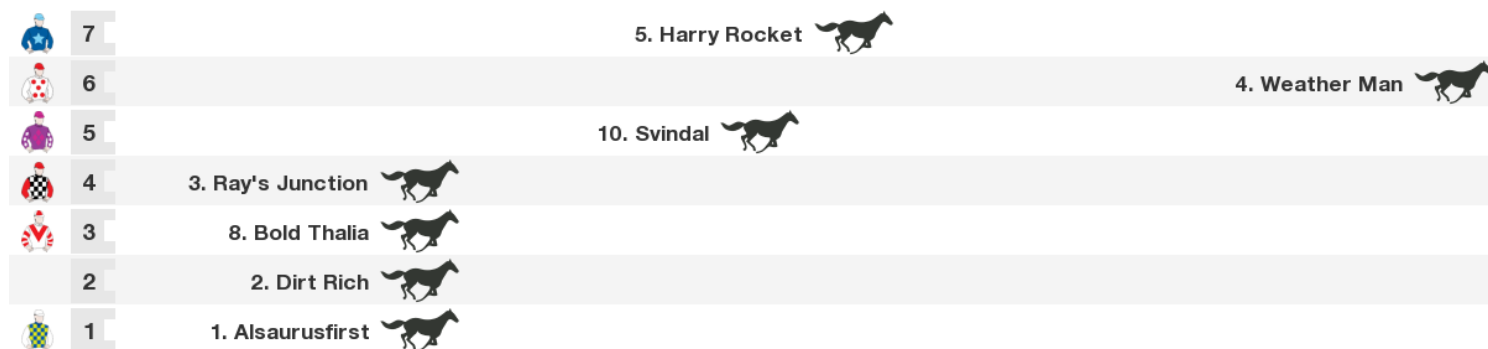 7 5. Harry Rocket
6 4. Weather Man
5 10. Svindal
4 3. Ray's Junction
3 8. Bold Thalia
2 2. Dirt Rich
1 1. Alsaurusfirst